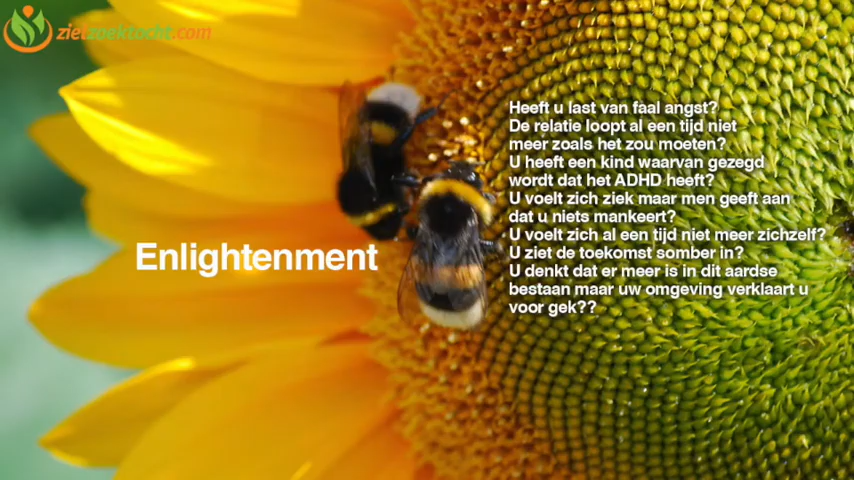 zielzoektocht.com
Enlightenment
Heeft u last van faal angst?
De relatie loopt al een tijd niet
meer zoals het zou moeten?
U heeft een kind waarvan gezegd
wordt dat het ADHD heeft?
U voelt zich ziek maar men geeft aan
dat u niets mankeert?
U voelt zich al een tijd niet meer zichzelf?
U ziet de toekomst somber in?
U denkt dat er meer is in dit aardse
bestaan maar uw omgeving verklaart u
voor gek??